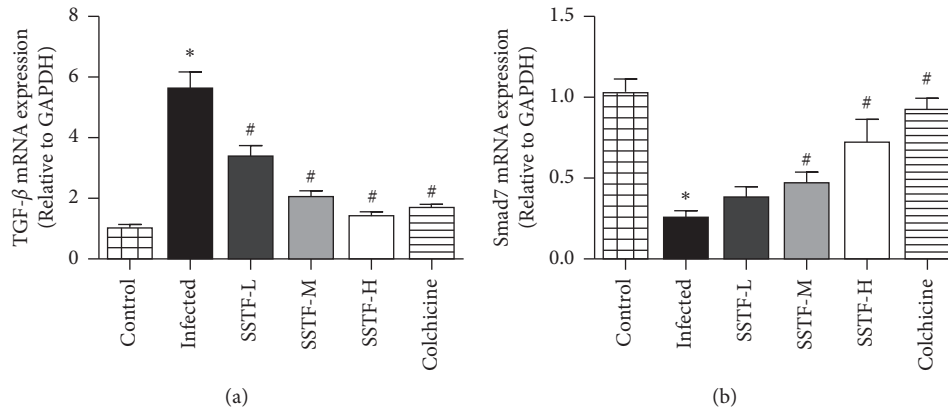 TGF-β mRNA expression
(Relative to GAPDH)
8
6
4
2
0
*
#
#
#
#
Control
Infected
SSTF-L
SSTF-M
SSTF-H
Colchicine
(a)
Smad7 mRNA expression
(Relative to GAPDH)
1.5
1.0
0.5
0.0
*
#
#
#
Control
Infected
SSTF-L
SSTF-M
SSTF-H
Colchicine
(b)